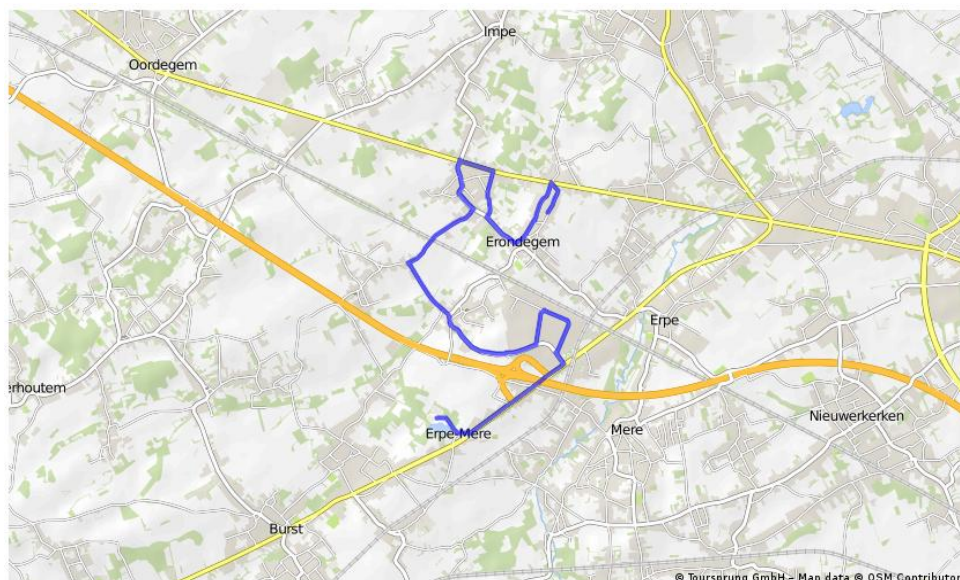 Impe
Oordegem
Erondegem
Erpe
erhoutem
Nieuwerkerken
Erpe-Mere
Mere
Burst
© Toursprung GmbH - Map data © OSM Contributor